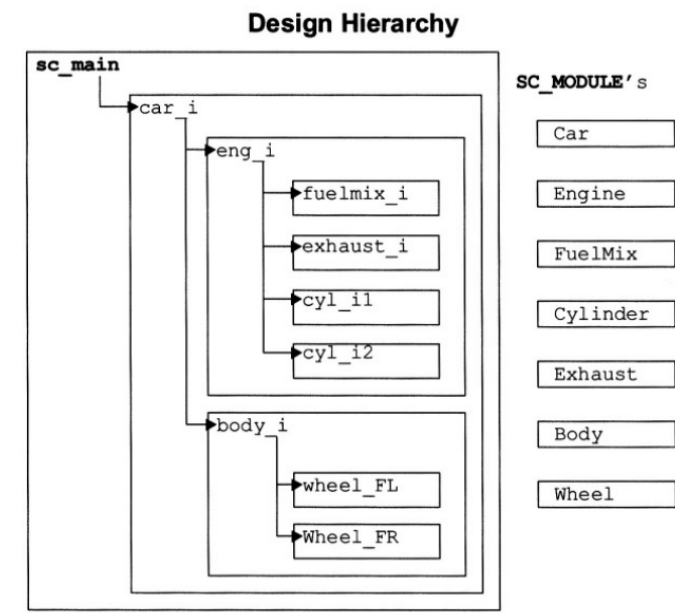 Design Hierarchy
sc_main
car_i
eng_i
fuelmix_i
exhaust_i
cyl_i1
cyl_i2
body_i
wheel_FL
Wheel_FR
SC_MODULE's
Car
Engine
FuelMix
Cylinder
Exhaust
Body
Wheel